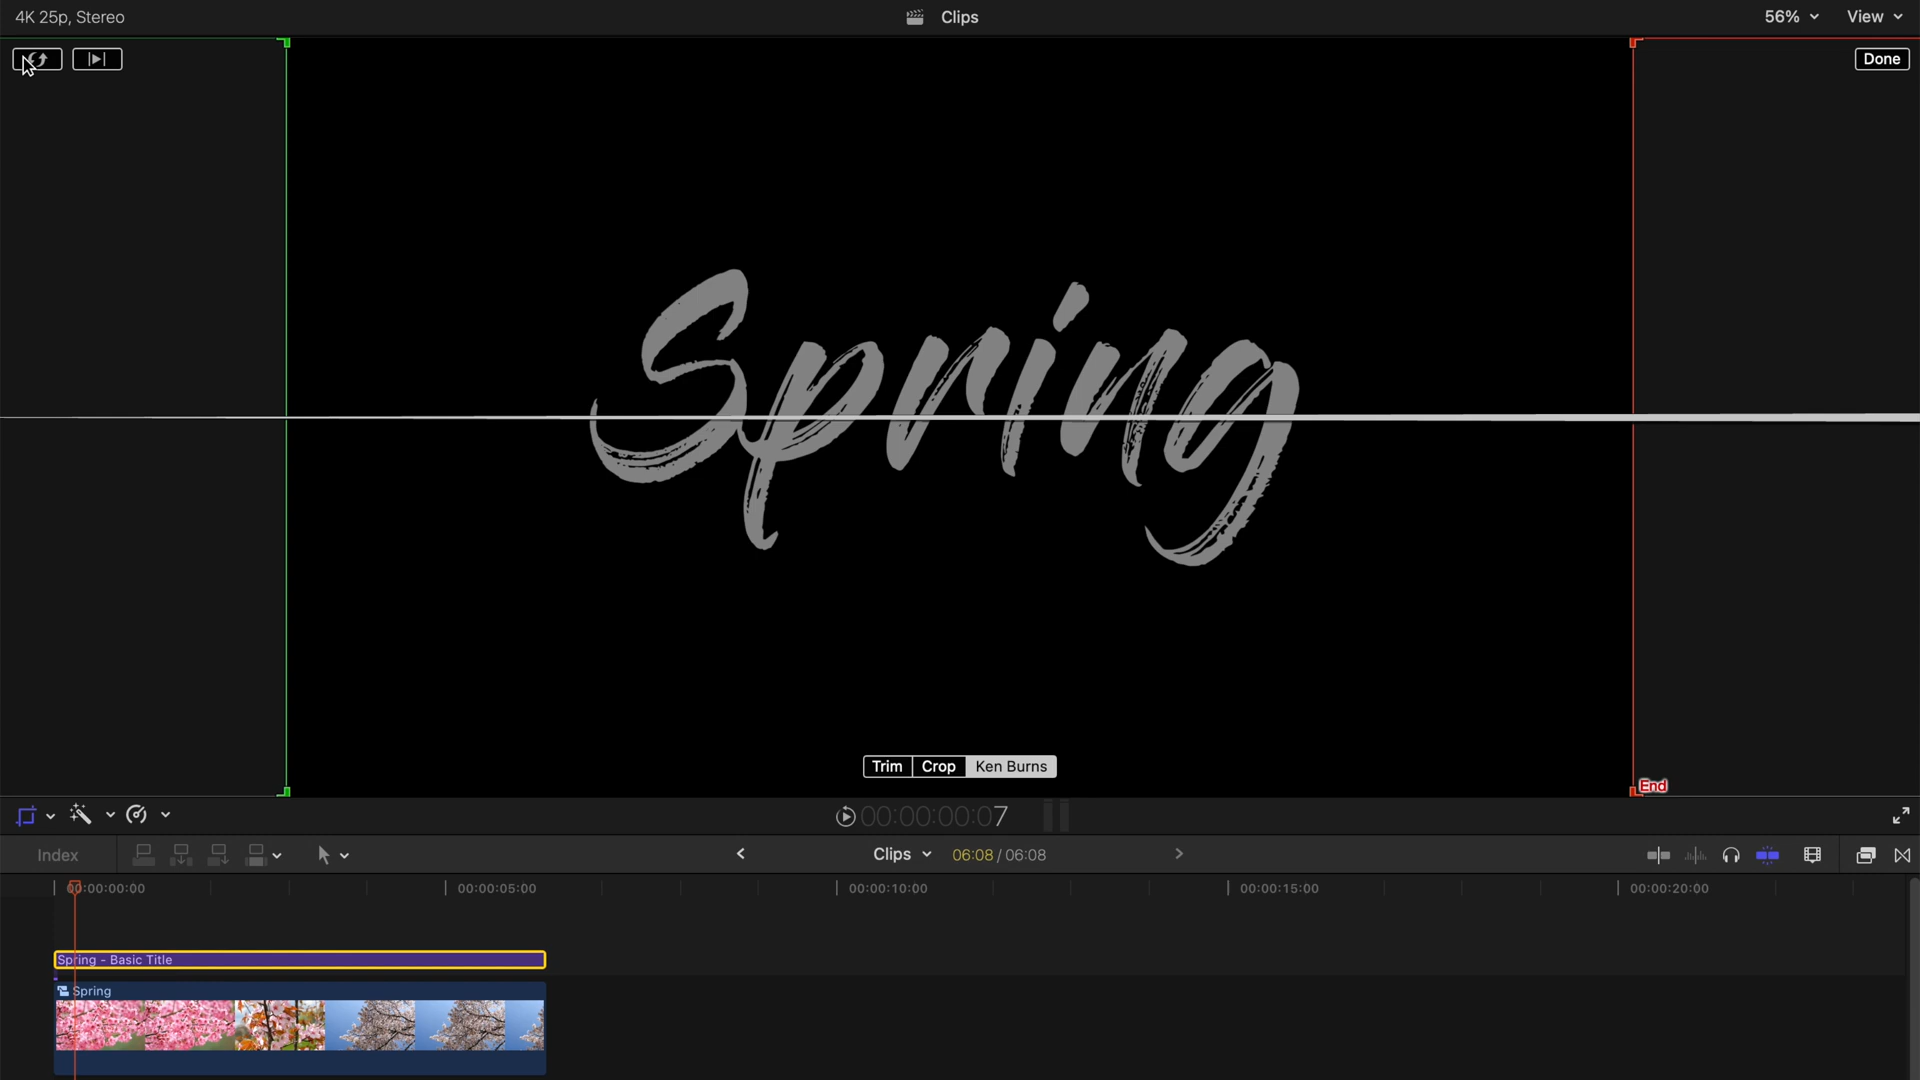 4K 25p, Stereo
Clips
56%
View
Done
Spring
Trim
Crop
Ken Burns
End
00:00:00:07
Index
Clips
06:08 / 06:08
00:00:00:00
00:00:05:00
00:00:10:00
00:00:15:00
00:00:20:00
Spring - Basic Title
Spring